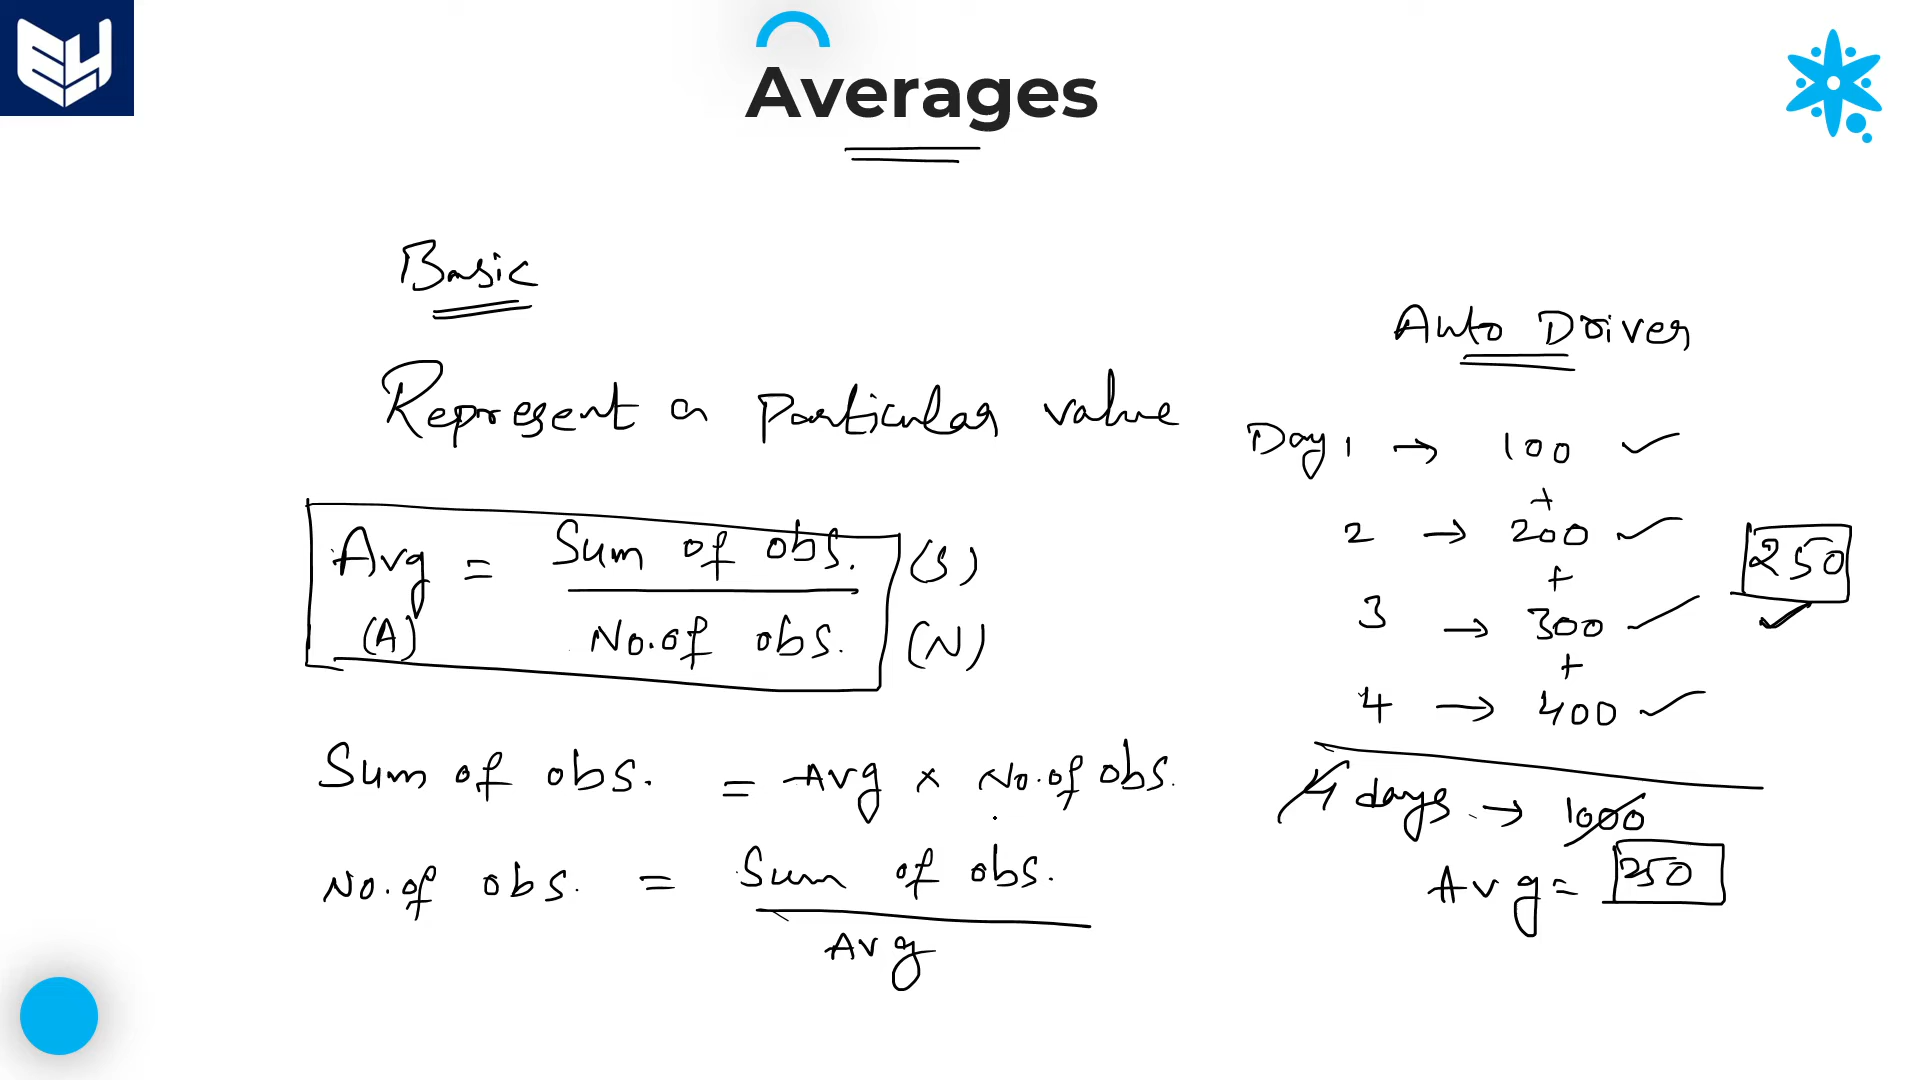 Averages
Basic
Represent a Particular value
Avg = Sum of obs. (S)
(A) No. of obs. (N)
Sum of obs. = Avg x No. of obs.
No. of obs. = Sum of obs.
Avg
Auto Driver
Day 1 → 100 ✓
+
2 → 200 ✓
+
3 → 300 ✓
+
4 → 400 ✓
250 ✓
4 days → 1000
Avg = 250